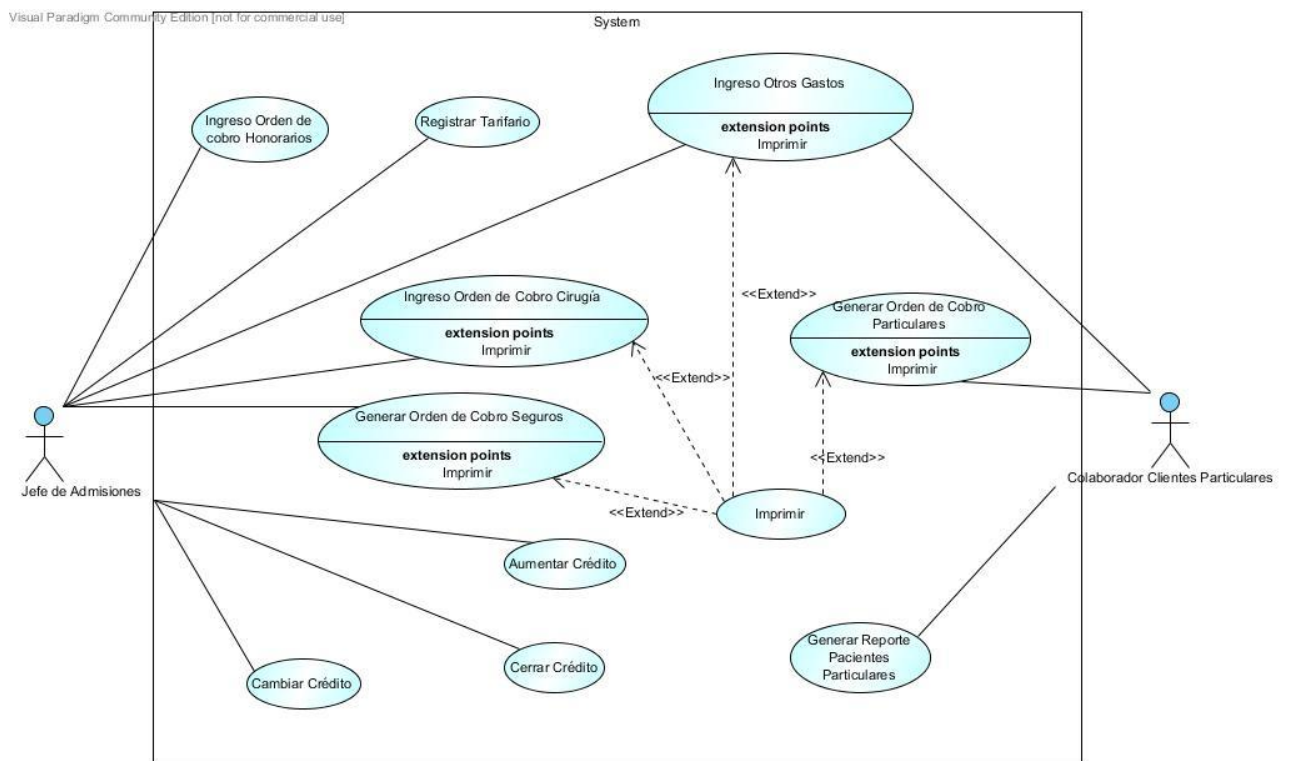 Visual Paradigm Community Edition [not for commercial use]
System
Ingreso Otros Gastos
extension points
Imprimir
Ingreso Orden de
cobro Honorarios
Registrar Tarifario
Ingreso Orden de Cobro Cirugía
extension points
Imprimir
<<Extend>>
Generar Orden de Cobro
Particulares
extension points
Imprimir
<<Extend>>
Generar Orden de Cobro Seguros
extension points
Imprimir
<<Extend>>
Jefe de Admisiones
Colaborador Clientes Particulares
<<Extend>>
Imprimir
Aumentar Crédito
Generar Reporte
Pacientes
Particulares
Cerrar Crédito
Cambiar Crédito